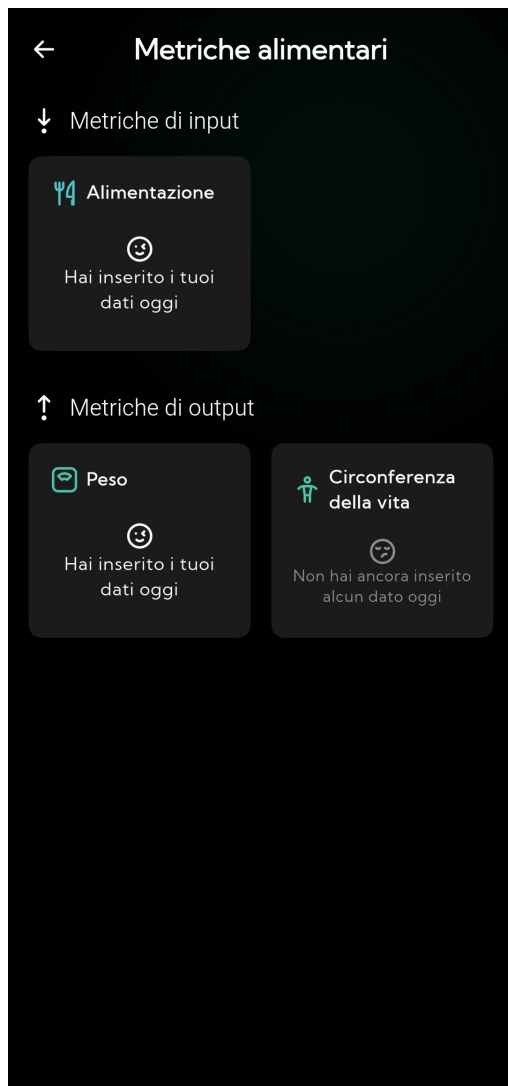 Metriche alimentari
Metriche di input
Alimentazione
Hai inserito i tuoi
dati oggi
Metriche di output
Peso
Hai inserito i tuoi
dati oggi
Circonferenza
della vita
Non hai ancora inserito
alcun dato oggi